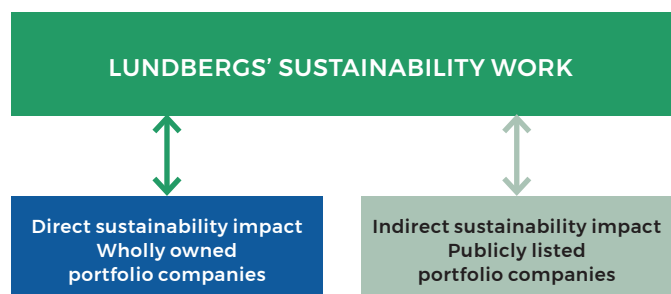 LUNDBERGS’ SUSTAINABILITY WORK
Direct sustainability impact
Wholly owned
portfolio companies
Indirect sustainability impact
Publicly listed
portfolio companies